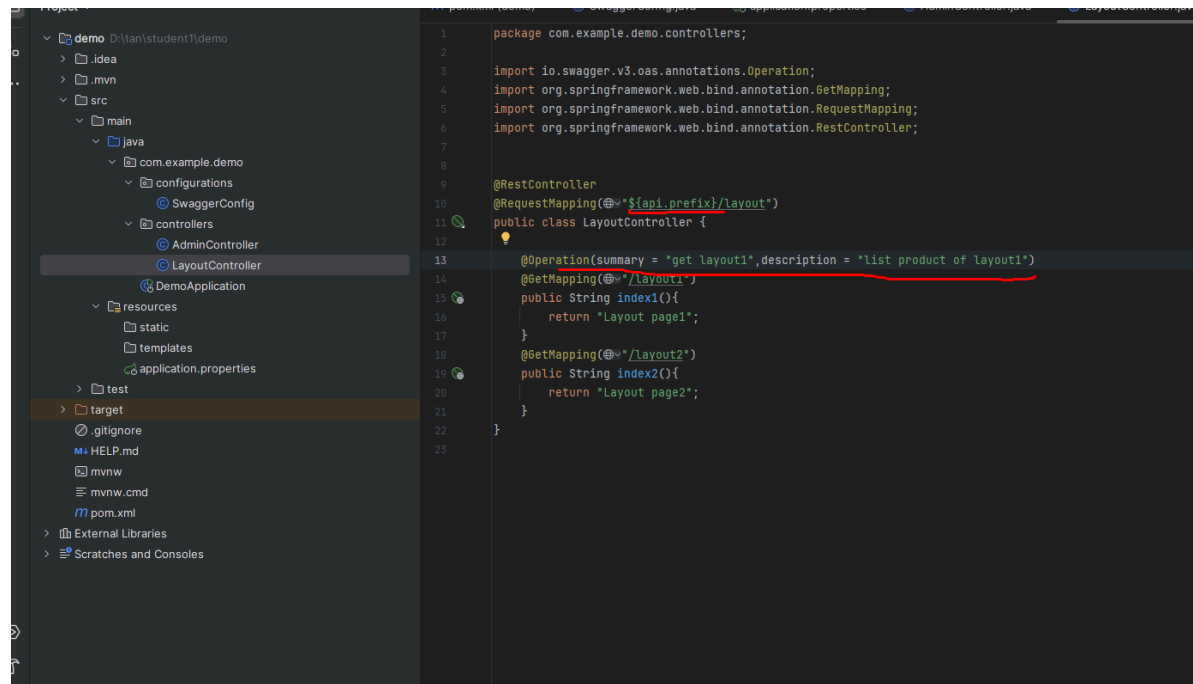 demo D:\tan\student1\demo
.idea
.mvn
src
main
java
com.example.demo
configurations
SwaggerConfig
controllers
AdminController
LayoutController
DemoApplication
resources
static
templates
application.properties
test
target
.gitignore
M↓ HELP.md
mvnw
mvnw.cmd
m pom.xml
External Libraries
Scratches and Consoles
1 package com.example.demo.controllers;
2
3 import io.swagger.v3.oas.annotations.Operation;
4 import org.springframework.web.bind.annotation.GetMapping;
5 import org.springframework.web.bind.annotation.RequestMapping;
6 import org.springframework.web.bind.annotation.RestController;
7
8
9 @RestController
10 @RequestMapping("${api.prefix}/layout")
11 public class LayoutController {
12
13 @Operation(summary = "get layout1",description = "list product of layout1")
14 @GetMapping("/layout1")
15 public String index1(){
16 return "Layout page1";
17 }
18 @GetMapping("/layout2")
19 public String index2(){
20 return "Layout page2";
21 }
22 }
23